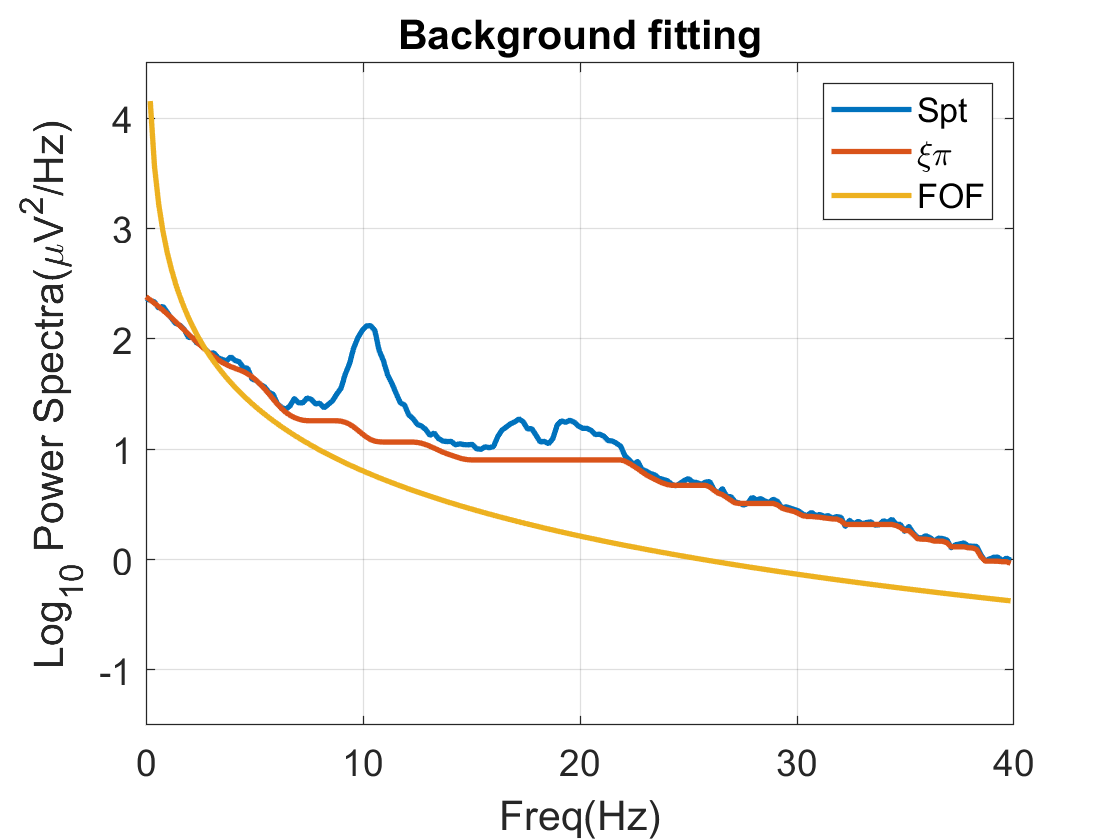 Background fitting
Log10 Power Spectra(μV2/Hz)
4
3
2
1
0
-1
0
10
20
30
40
Freq(Hz)
Spt
ξπ
FOF